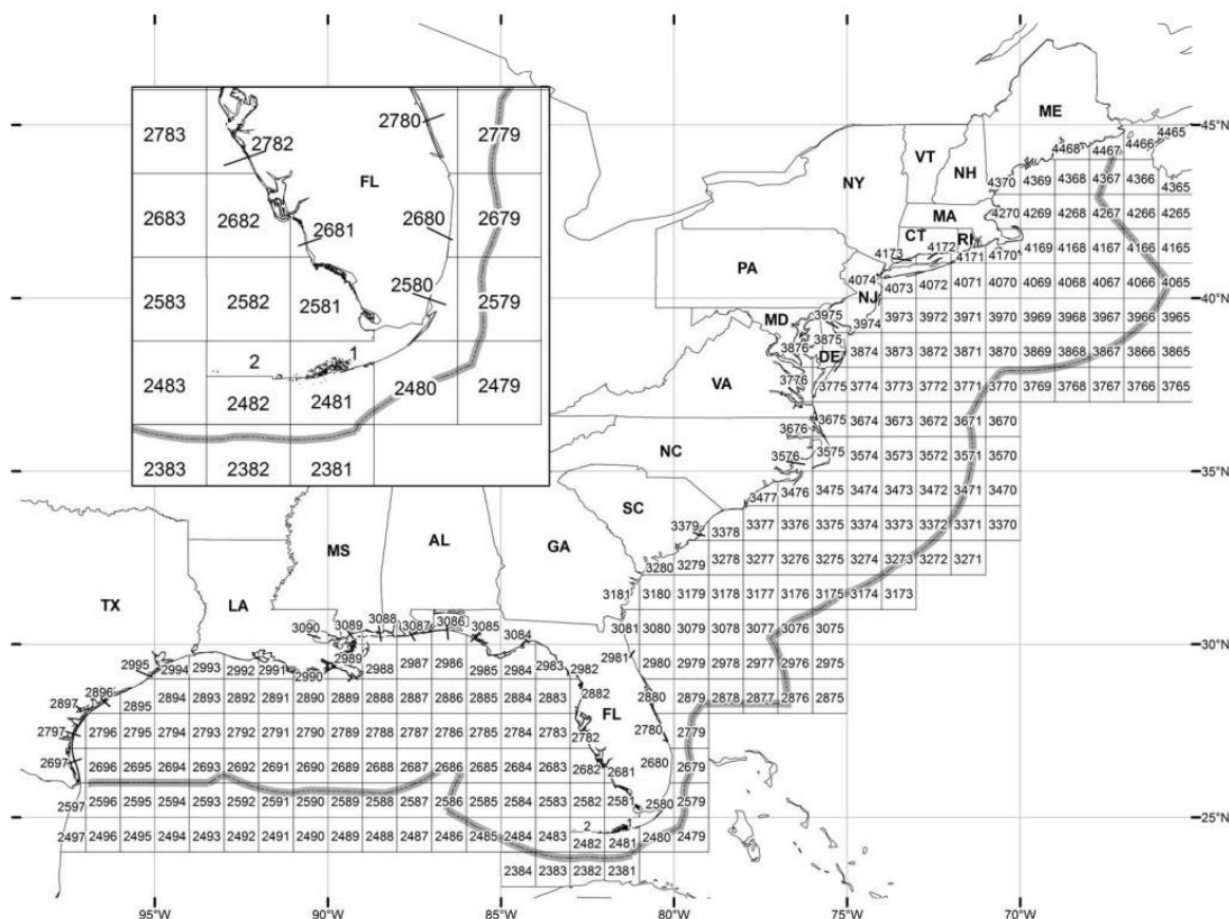 ME
45°N
4465
4466
4467
4468
VT
NH
NY
4370 4369 4368 4367 4366 4365
MA
4270 4269 4268 4267 4266 4265
CT
RI
4173 4172 4171 4170 4169 4168 4167 4166 4165
PA
4074 4073 4072 4071 4070 4069 4068 4067 4066 4065
NJ
40°N
MD
3975 3974 3973 3972 3971 3970 3969 3968 3967 3966 3965
3876 3875 3874 3873 3872 3871 3870 3869 3868 3867 3866 3865
DE
VA
3776 3775 3774 3773 3772 3771 3770 3769 3768 3767 3766 3765
3676 3675 3674 3673 3672 3671 3670
NC
3576 3575 3574 3573 3572 3571 3570
35°N
3477 3476 3475 3474 3473 3472 3471 3470
SC
3379 3378 3377 3376 3375 3374 3373 3372 3371 3370
MS
AL
GA
3280 3279 3278 3277 3276 3275 3274 3273 3272 3271
TX
LA
3181 3180 3179 3178 3177 3176 3175 3174 3173
3090 3089 3088 3087 3086 3085 3084 3081 3080 3079 3078 3077 3076 3075
30°N
2995 2994 2993 2992 2991 2990 2989 2988 2987 2986 2985 2984 2983 2982 2981 2980 2979 2978 2977 2976 2975
2897 2896 2895 2894 2893 2892 2891 2890 2889 2888 2887 2886 2885 2884 2883 2882 2880 2879 2878 2877 2876 2875
FL
2797 2796 2795 2794 2793 2792 2791 2790 2789 2788 2787 2786 2785 2784 2783 2782 2780 2779
2697 2696 2695 2694 2693 2692 2691 2690 2689 2688 2687 2686 2685 2684 2683 2682 2681 2680 2679
2597 2596 2595 2594 2593 2592 2591 2590 2589 2588 2587 2586 2585 2584 2583 2582 2581 2580 2579
25°N
2 1
2497 2496 2495 2494 2493 2492 2491 2490 2489 2488 2487 2486 2485 2484 2483 2482 2481 2480 2479
2384 2383 2382 2381
95°W 90°W 85°W 80°W 75°W 70°W
2783 2782 2780 2779
FL
2683 2682 2681 2680 2679
2583 2582 2581 2580 2579
2 1
2483 2482 2481 2480 2479
2383 2382 2381